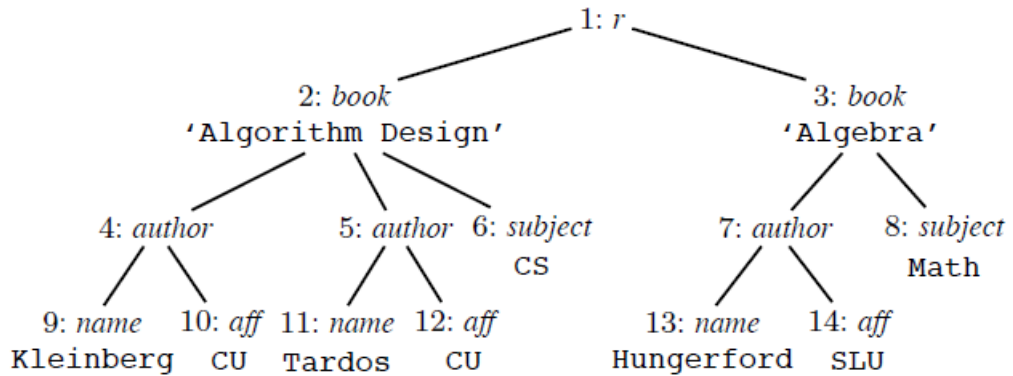 1: r
2: book 3: book
‘Algorithm Design’ ‘Algebra’
4: author 5: author 6: subject 7: author 8: subject
CS Math
9: name 10: aff 11: name 12: aff 13: name 14: aff
Kleinberg CU Tardos CU Hungerford SLU